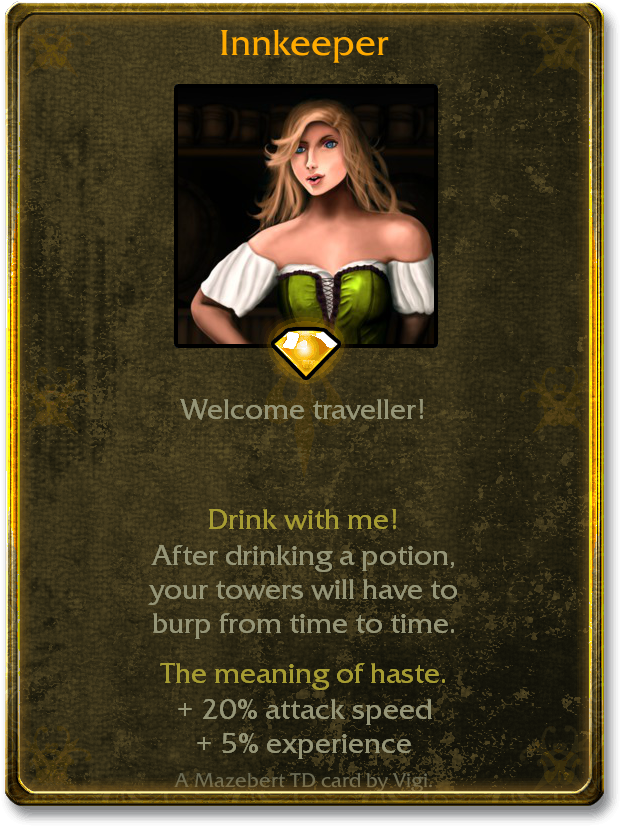 Innkeeper
Welcome traveller!
Drink with me!
After drinking a potion,
your towers will have to
burp from time to time.
The meaning of haste.
+ 20% attack speed
+ 5% experience
A Mazebert TD card by Vigi.